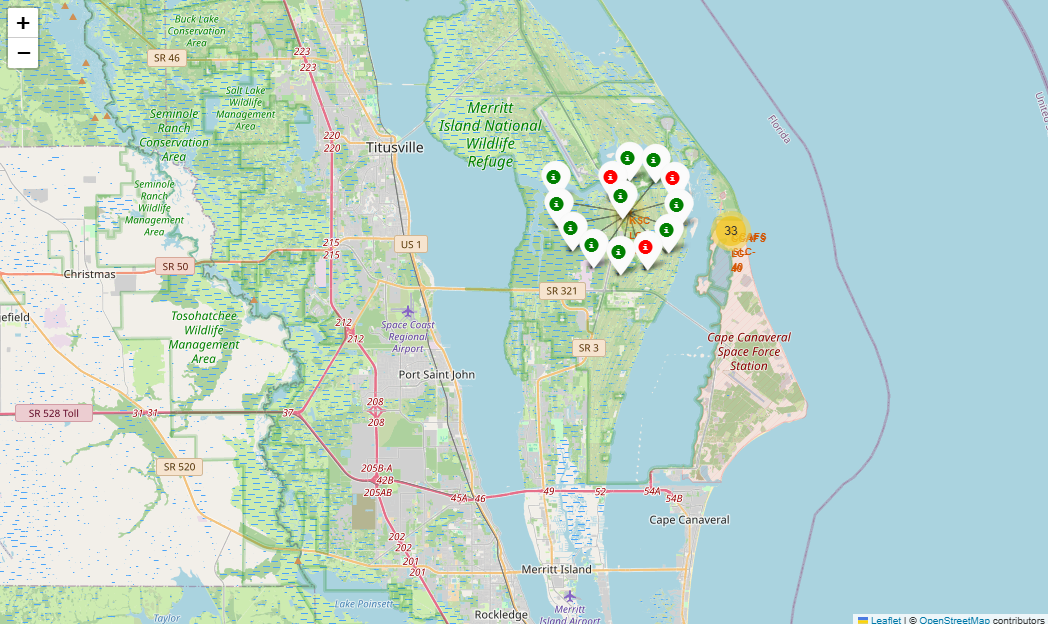 +
−
Buck Lake
Conservation
Area
SR 46
223
223
Salt Lake
Wildlife
Management
Area
Seminole
Ranch
Conservation
Area
220
220
Titusville
Merritt
Island National
Wildlife
Refuge
Florida
Seminole
Ranch
Wildlife
Management
Area
215
215
US 1
KSC
33
SLC-
40
Christmas
SR 50
SR 321
efield
Tosohatchee
Wildlife
Management
Area
212
212
Space Coast
Regional
Airport
SR 3
Cape Canaveral
Space Force
Station
Port Saint John
208
208
SR 528 Toll
31
31
37
SR 520
205B-A
42B
205AB
45A
46
49
52
54A
54B
Cape Canaveral
202
202
201
201
Merritt Island
Lake Poinsett
Merritt
Island Airport
Taylor
Rockledge
Leaflet | © OpenStreetMap contributors